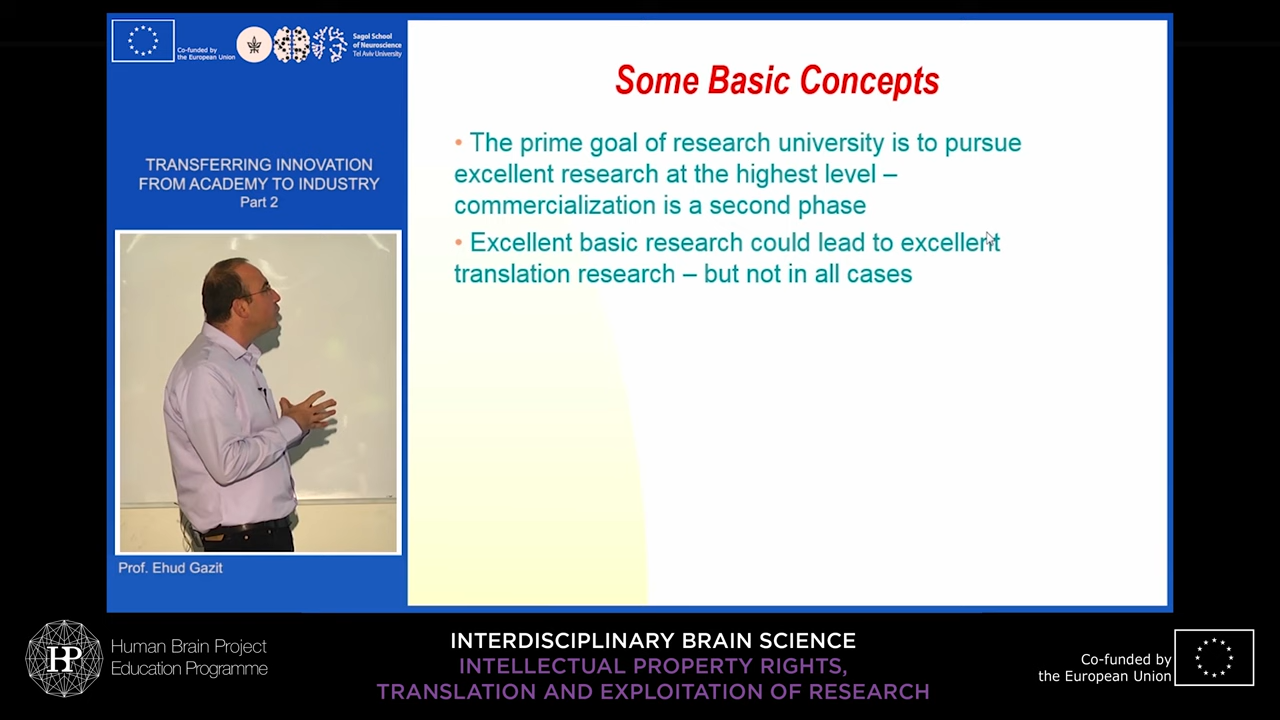 Co-funded by
the European Union
Sagol School
of Neuroscience
Tel Aviv University
TRANSFERRING INNOVATION
FROM ACADEMY TO INDUSTRY
Part 2
Prof. Ehud Gazit
Some Basic Concepts
• The prime goal of research university is to pursue
excellent research at the highest level –
commercialization is a second phase
• Excellent basic research could lead to excellent
translation research – but not in all cases
HP
Human Brain Project
Education Programme
INTERDISCIPLINARY BRAIN SCIENCE
INTELLECTUAL PROPERTY RIGHTS,
TRANSLATION AND EXPLOITATION OF RESEARCH
Co-funded by
the European Union